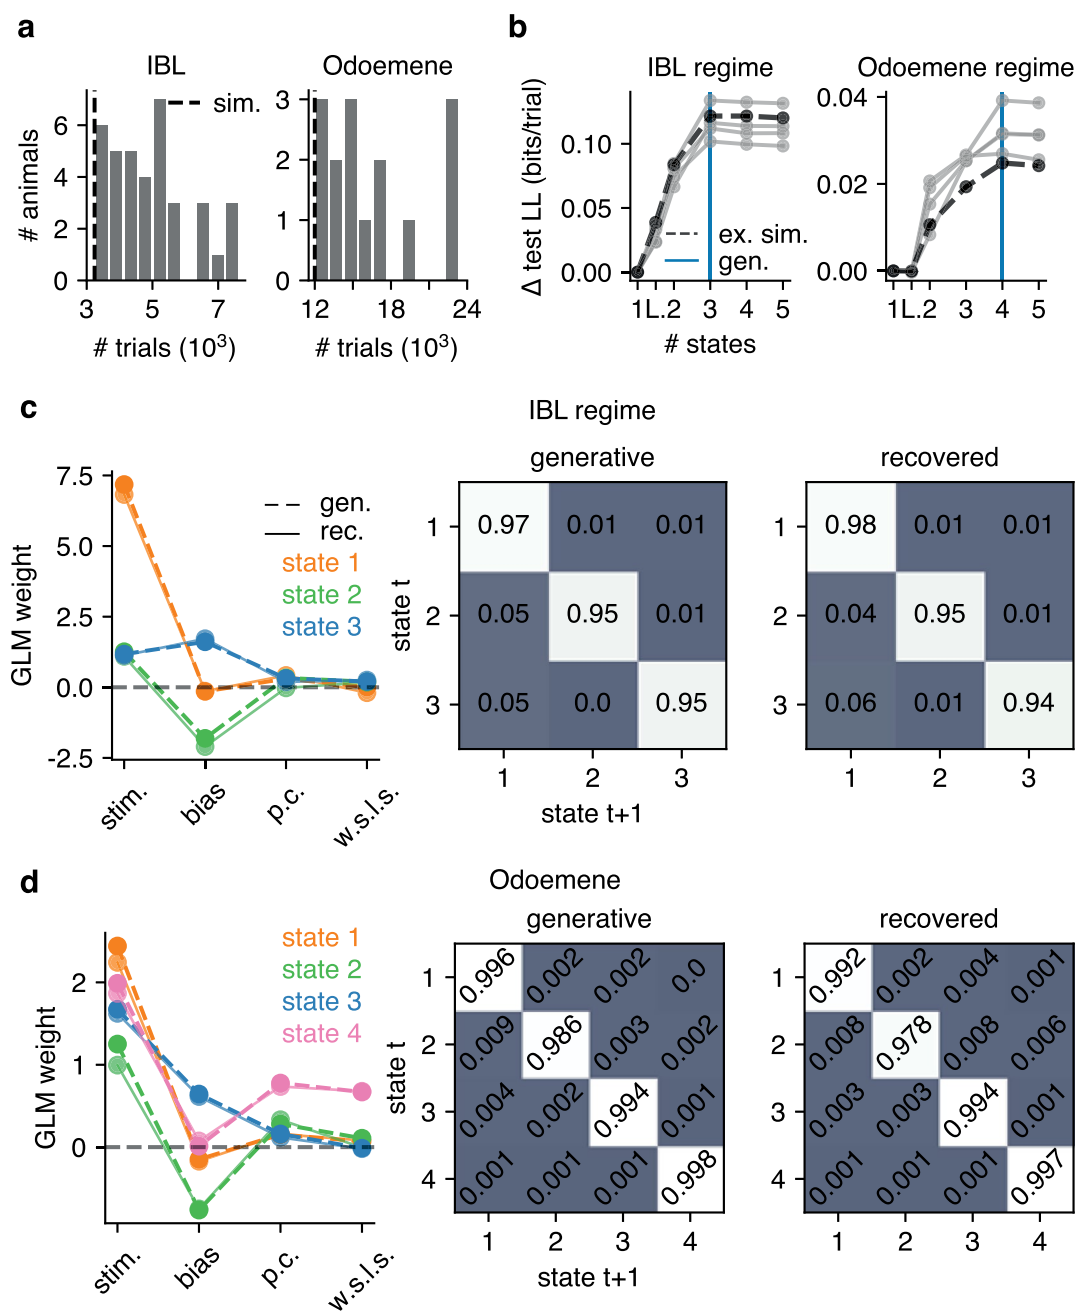 a
IBL
Odoemene
sim.
# animals
6
4
2
0
3
5
7
# trials (10³)
3
2
1
0
12
18
24
# trials (10³)
b
IBL regime
Odoemene regime
Δ test LL (bits/trial)
0.10
0.05
0.00
ex. sim.
gen.
1L.2 3 4 5
0.04
0.02
0.00
1L.2 3 4 5
# states
c
IBL regime
GLM weight
7.5
5.0
2.5
0.0
-2.5
gen.
rec.
state 1
state 2
state 3
stim.
bias
p.c.
w.s.l.s.
generative
state t
1 0.97 0.01 0.01
2 0.05 0.95 0.01
3 0.05 0.0 0.95
1 2 3
state t+1
recovered
1 0.98 0.01 0.01
2 0.04 0.95 0.01
3 0.06 0.01 0.94
1 2 3
d
Odoemene
GLM weight
2
1
0
state 1
state 2
state 3
state 4
stim.
bias
p.c.
w.s.l.s.
generative
state t
1 0.996 0.002 0.002 0.0
2 0.009 0.986 0.003 0.002
3 0.004 0.002 0.994 0.001
4 0.001 0.001 0.001 0.998
1 2 3 4
state t+1
recovered
1 0.992 0.002 0.004 0.001
2 0.008 0.978 0.008 0.006
3 0.003 0.003 0.994 0.001
4 0.001 0.001 0.001 0.997
1 2 3 4